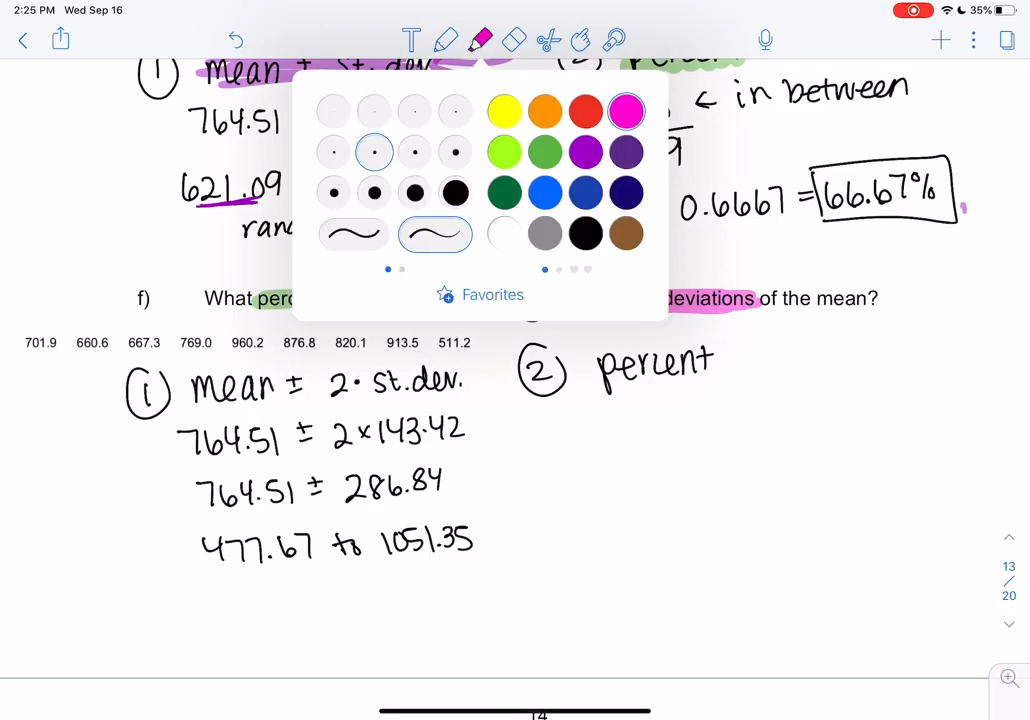 2:25 PM Wed Sep 16
35%
① mean ± st. dev.
764.51
621.09
(2) percent
← in between
9
0.6667 = 66.67%
Favorites
f) What deviations of the mean?
701.9 660.6 667.3 769.0 960.2 876.8 820.1 913.5 511.2
① mean ± 2· st.dev.
② percent
764.51 ± 2×143.42
764.51 ± 286.84
477.67 to 1051.35
13
/
20
14